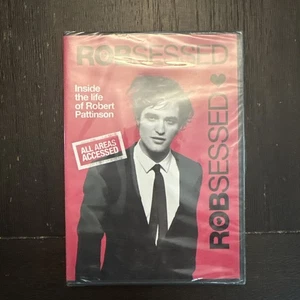 ROBSESSED
Inside
the life
of Robert
Pattinson
ALL AREAS
ACCESSED
ROBSESSED